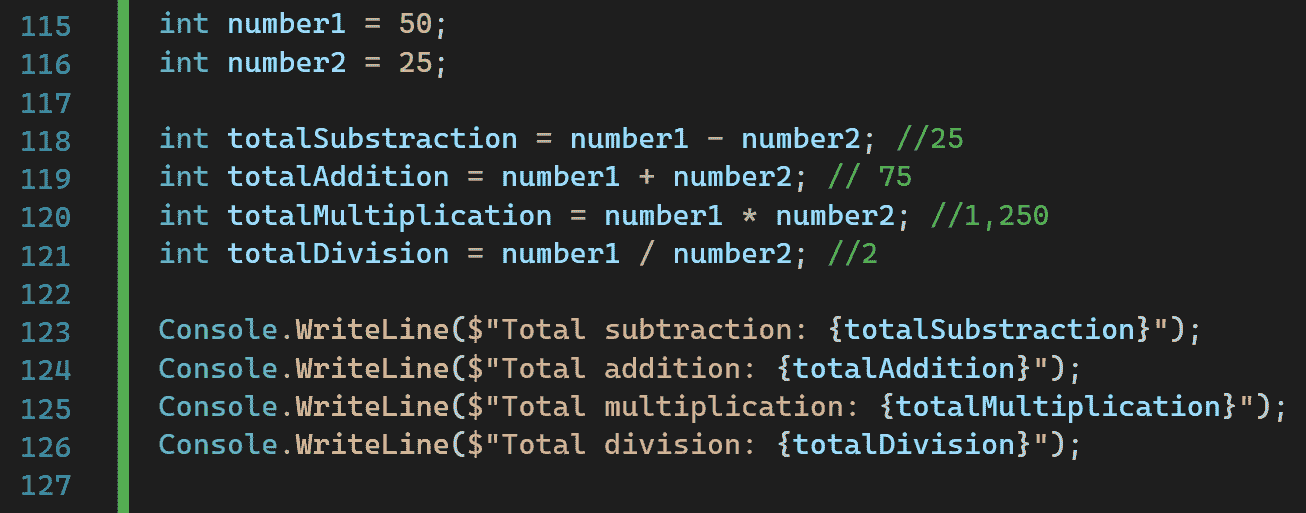 115 int number1 = 50;
116 int number2 = 25;
117
118 int totalSubstraction = number1 - number2; //25
119 int totalAddition = number1 + number2; // 75
120 int totalMultiplication = number1 * number2; //1,250
121 int totalDivision = number1 / number2; //2
122
123 Console.WriteLine($"Total subtraction: {totalSubstraction}");
124 Console.WriteLine($"Total addition: {totalAddition}");
125 Console.WriteLine($"Total multiplication: {totalMultiplication}");
126 Console.WriteLine($"Total division: {totalDivision}");
127